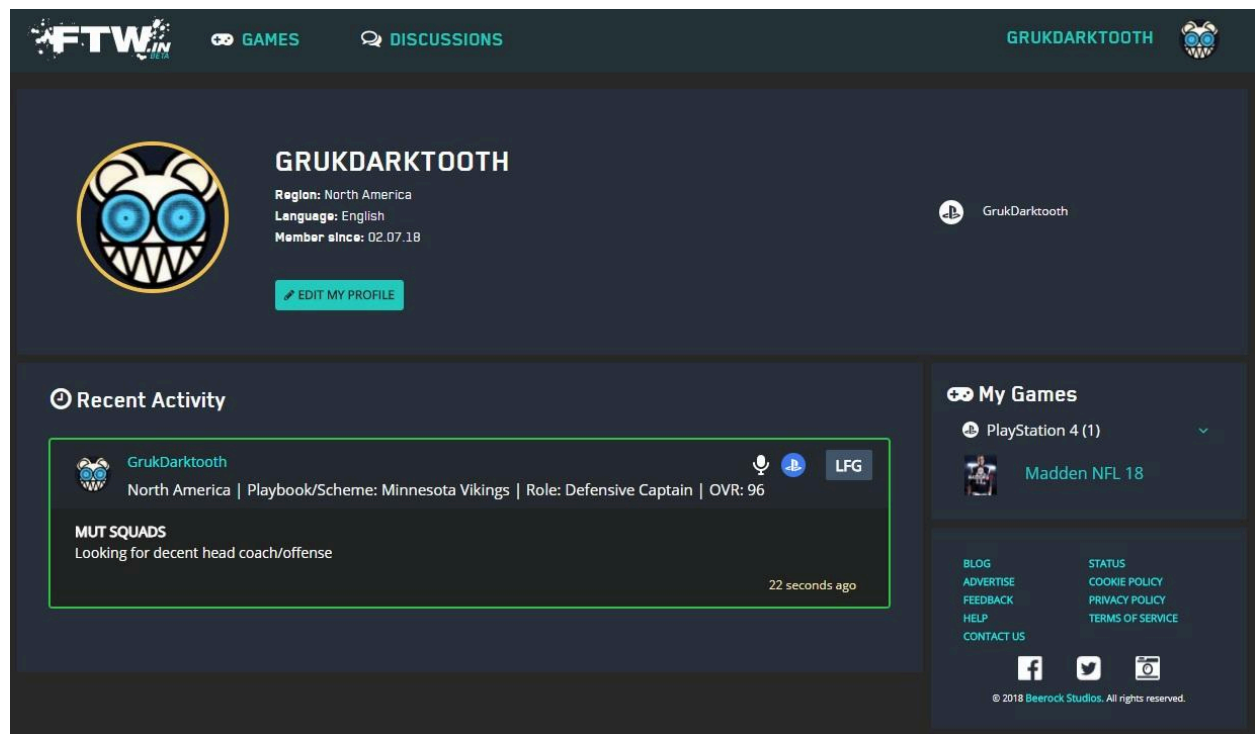 FTW.IN
BETA
GAMES
DISCUSSIONS
GRUKDARKTOOTH
GRUKDARKTOOTH
Region: North America
Language: English
Member since: 02.07.18
EDIT MY PROFILE
GrukDarktooth
Recent Activity
GrukDarktooth
LFG
North America | Playbook/Scheme: Minnesota Vikings | Role: Defensive Captain | OVR: 96
MUT SQUADS
Looking for decent head coach/offense
22 seconds ago
My Games
PlayStation 4 (1)
Madden NFL 18
BLOG
ADVERTISE
FEEDBACK
HELP
CONTACT US
STATUS
COOKIE POLICY
PRIVACY POLICY
TERMS OF SERVICE
© 2018 Beerock Studios. All rights reserved.